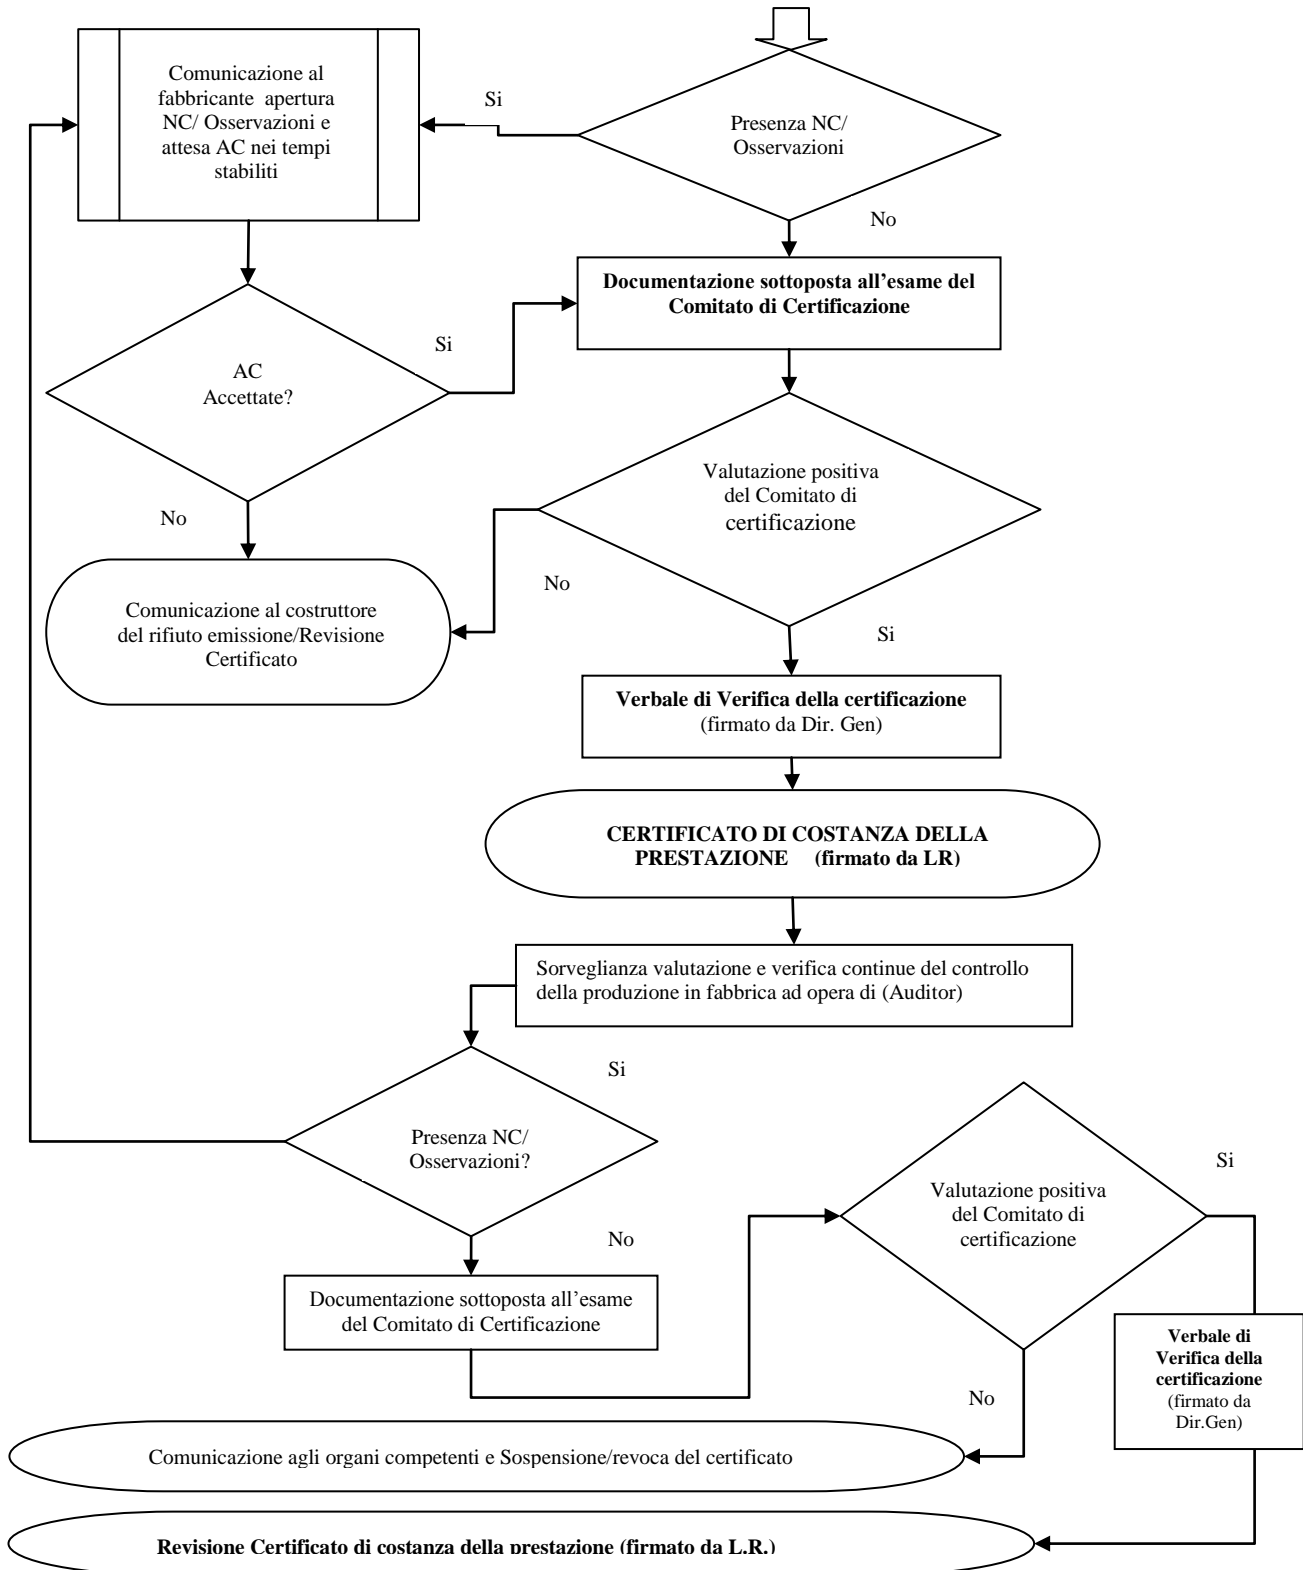 Comunicazione al
fabbricante apertura
NC/ Osservazioni e
attesa AC nei tempi
stabiliti
Si
Presenza NC/
Osservazioni
No
Documentazione sottoposta all’esame del
Comitato di Certificazione
Si
AC
Accettate?
Valutazione positiva
del Comitato di
certificazione
No
No
Comunicazione al costruttore
del rifiuto emissione/Revisione
Certificato
Si
Verbale di Verifica della certificazione
(firmato da Dir. Gen)
CERTIFICATO DI COSTANZA DELLA
PRESTAZIONE (firmato da LR)
Sorveglianza valutazione e verifica continue del controllo
della produzione in fabbrica ad opera di (Auditor)
Si
Presenza NC/
Osservazioni?
No
Documentazione sottoposta all’esame
del Comitato di Certificazione
Valutazione positiva
del Comitato di
certificazione
Si
Verbale di
Verifica della
certificazione
(firmato da
Dir.Gen)
No
Comunicazione agli organi competenti e Sospensione/revoca del certificato
Revisione Certificato di costanza della prestazione (firmato da L.R.)